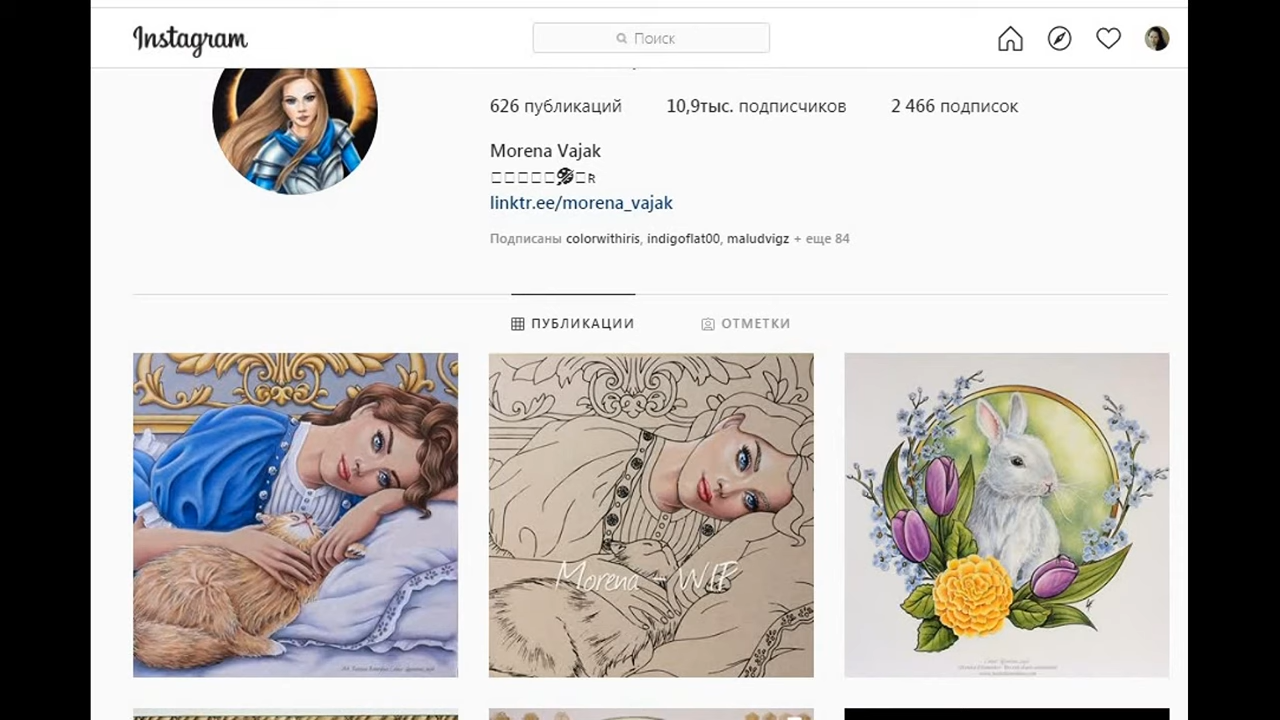 Instagram
Поиск
626 публикаций 10,9тыс. подписчиков 2 466 подписок
Morena Vajak
linktr.ee/morena_vajak
Подписаны colorwithiris, indigoflat00, maludvigz + еще 84
ПУБЛИКАЦИИ ОТМЕТКИ
Morena - WIP